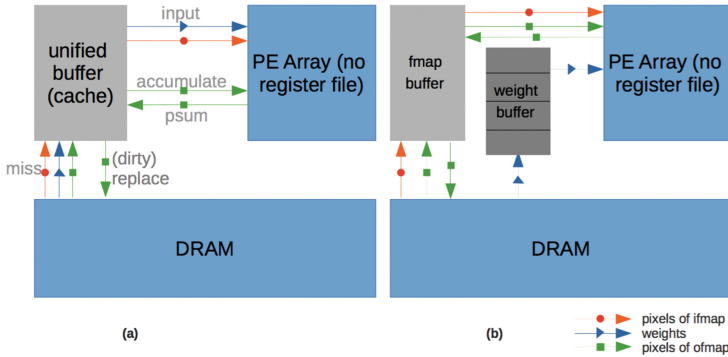 input
unified
buffer
(cache)
PE Array (no
register file)
accumulate
psum
miss
(dirty)
replace
DRAM
(a)
fmap
buffer
weight
buffer
PE Array (no
register file)
DRAM
(b)
pixels of ifmap
weights
pixels of ofmap